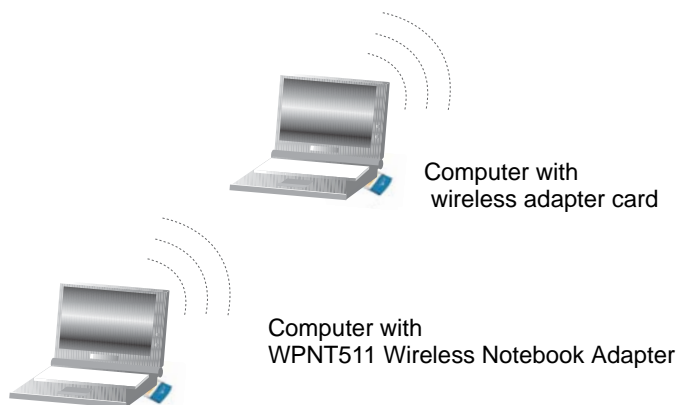 Computer with
wireless adapter card
Computer with
WPNT511 Wireless Notebook Adapter